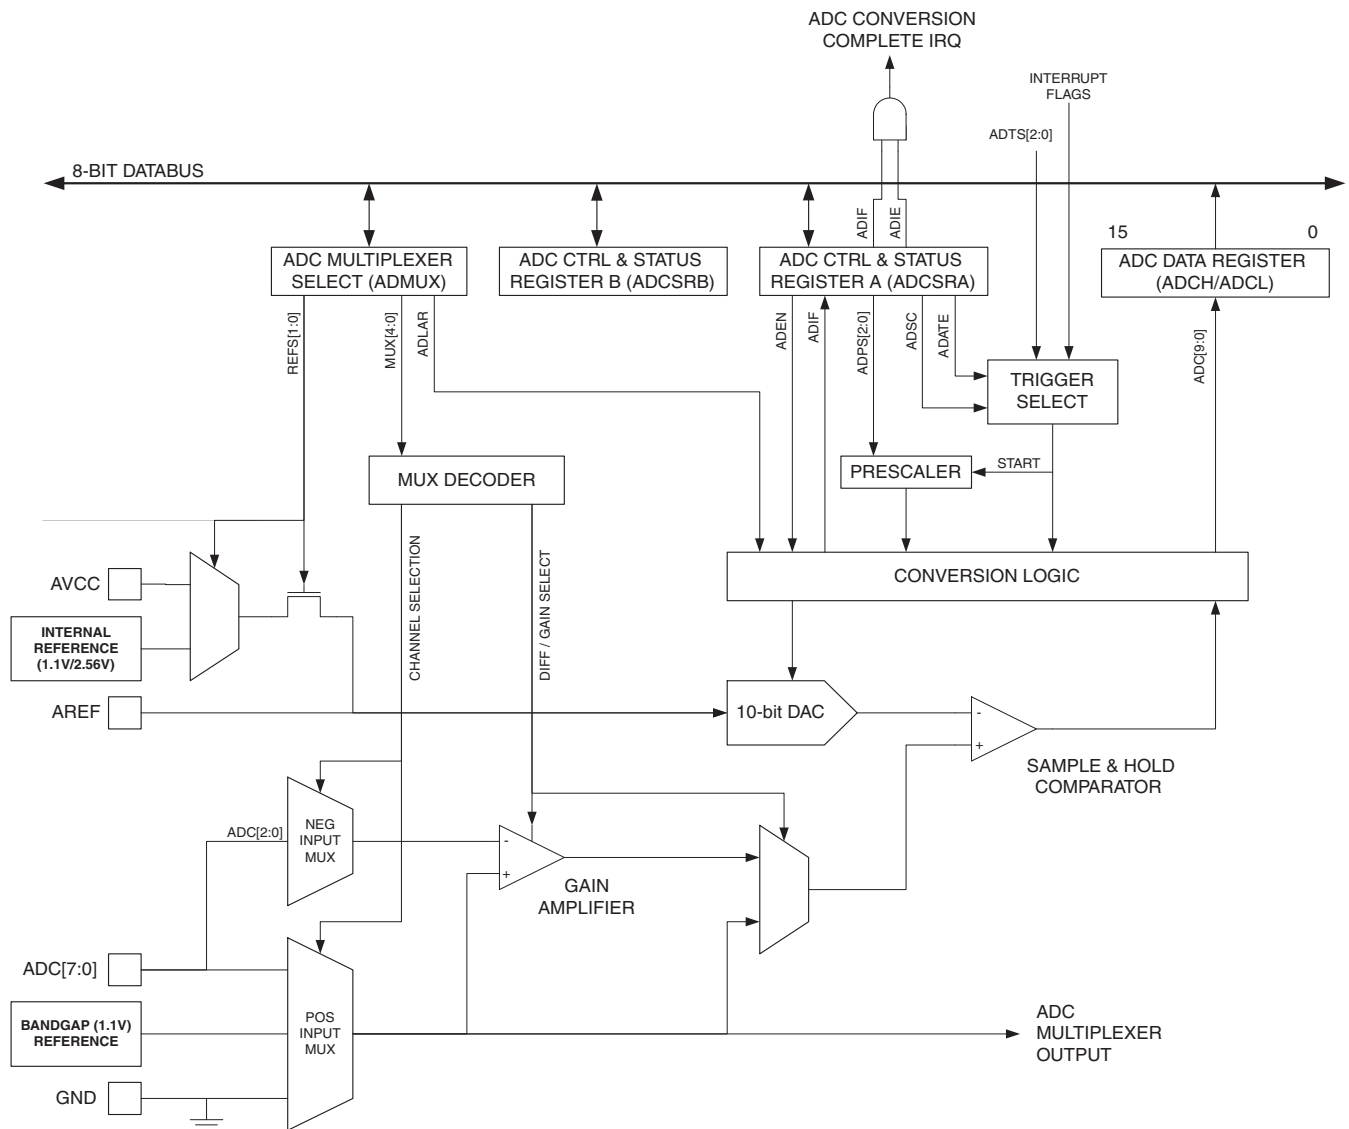 ADC CONVERSION
COMPLETE IRQ
INTERRUPT
FLAGS
ADTS[2:0]
8-BIT DATABUS
ADIF
ADIE
15
0
ADC MULTIPLEXER
SELECT (ADMUX)
ADC CTRL & STATUS
REGISTER B (ADCSRB)
ADC CTRL & STATUS
REGISTER A (ADCSRA)
ADC DATA REGISTER
(ADCH/ADCL)
REFS[1:0]
MUX[4:0]
ADLAR
ADEN
ADIF
ADPS[2:0]
ADSC
ADATE
ADC[9:0]
TRIGGER
SELECT
MUX DECODER
PRESCALER
START
CHANNEL SELECTION
DIFF / GAIN SELECT
CONVERSION LOGIC
AVCC
INTERNAL
REFERENCE
(1.1V/2.56V)
AREF
10-bit DAC
-
+
SAMPLE & HOLD
COMPARATOR
ADC[2:0]
NEG
INPUT
MUX
-
+
GAIN
AMPLIFIER
ADC[7:0]
BANDGAP (1.1V)
REFERENCE
POS
INPUT
MUX
ADC
MULTIPLEXER
OUTPUT
GND